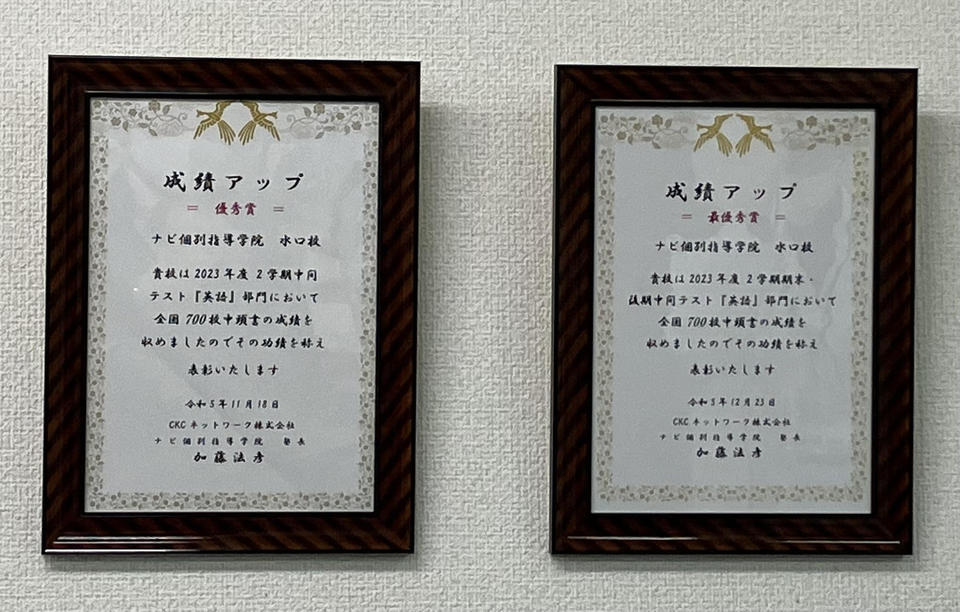 成績アップ
＝ 優秀賞 ＝
ナビ個別指導学院 水口校
貴校は2023年度 2学期中間
テスト『英語』部門において
全国700校中頭書の成績を
収めましたのでその功績を称え
表彰いたします
令和5年11月18日
CKCネットワーク株式会社
ナビ個別指導学院 塾長
加藤法彦
成績アップ
＝ 最優秀賞 ＝
ナビ個別指導学院 水口校
貴校は2023年度 2学期期末・
後期中間テスト『英語』部門において
全国700校中頭書の成績を
収めましたのでその功績を称え
表彰いたします
令和5年12月23日
CKCネットワーク株式会社
ナビ個別指導学院 塾長
加藤法彦